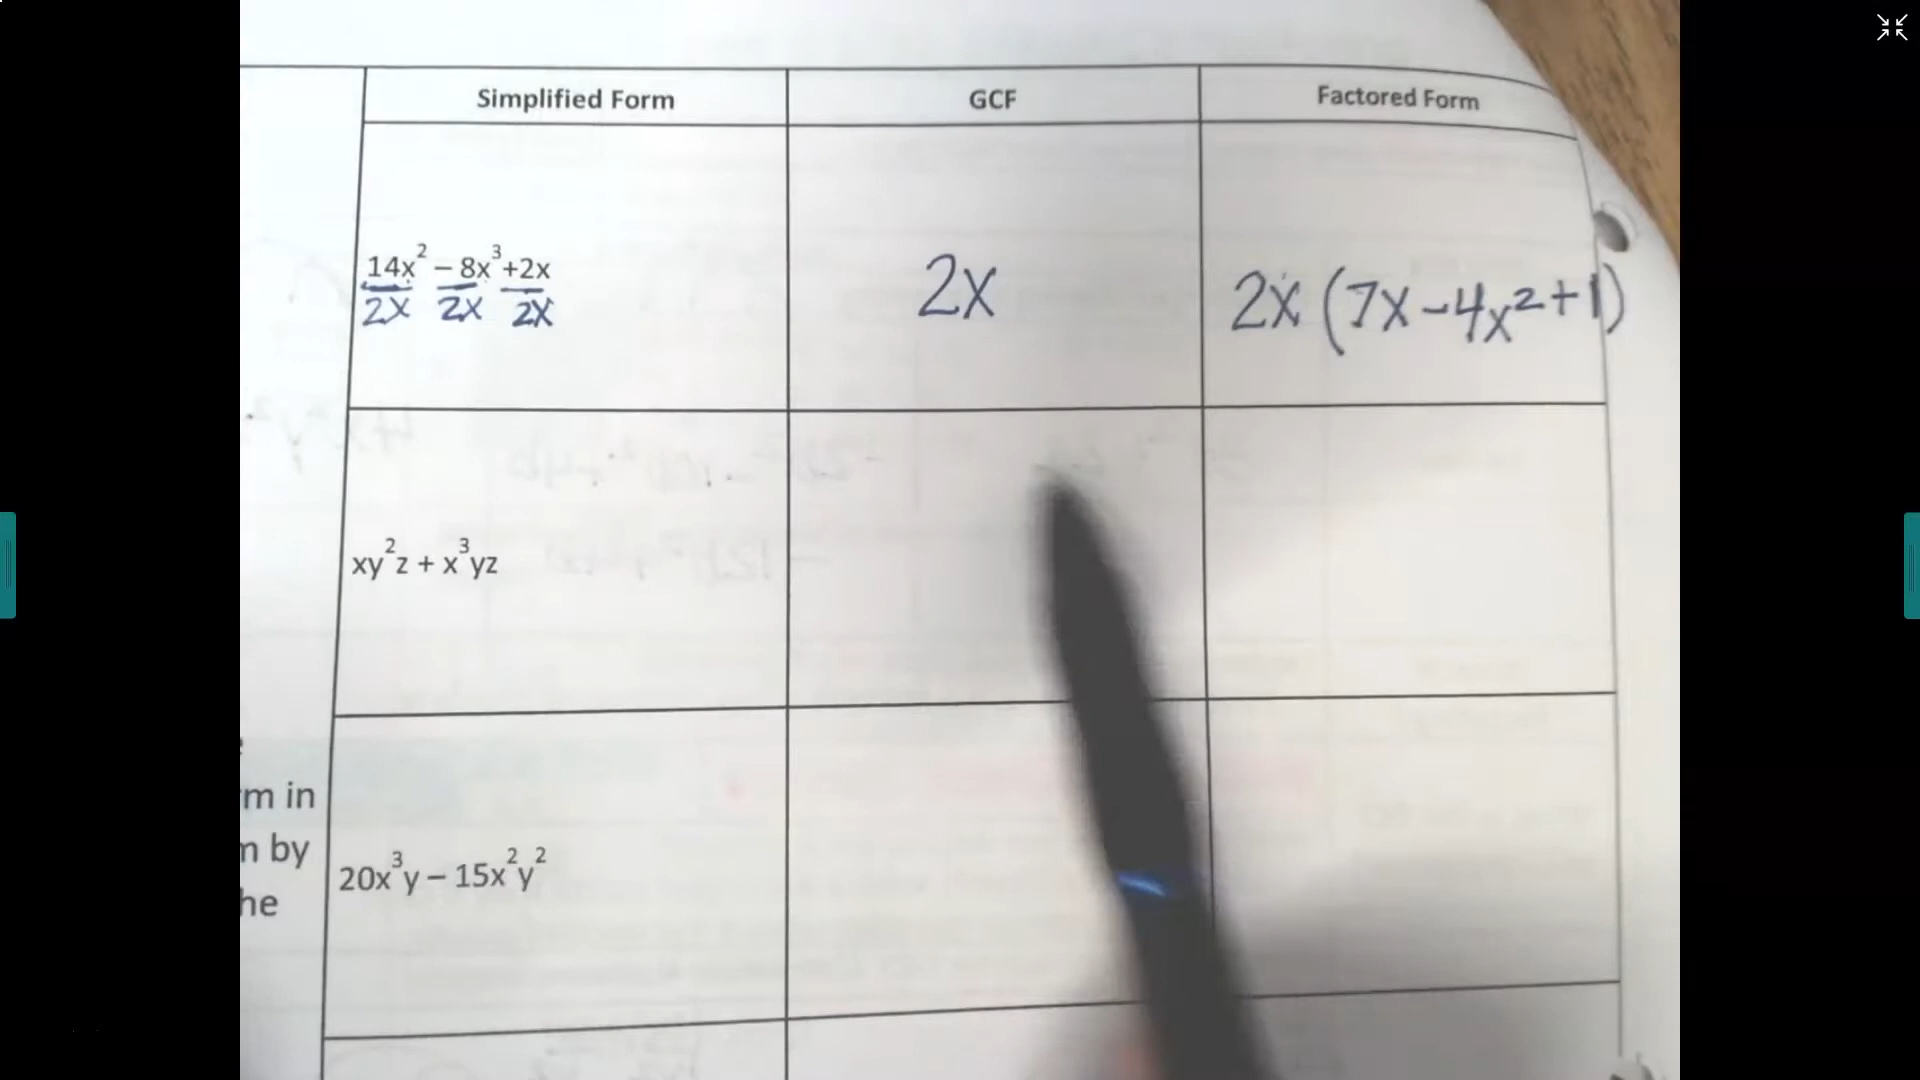 Simplified Form
GCF
Factored Form
14x² – 8x³+2x
2x 2x 2x
2x
2x (7x -4x² +1)
xy²z + x³yz
m in
by
he
20x³y – 15x²y²